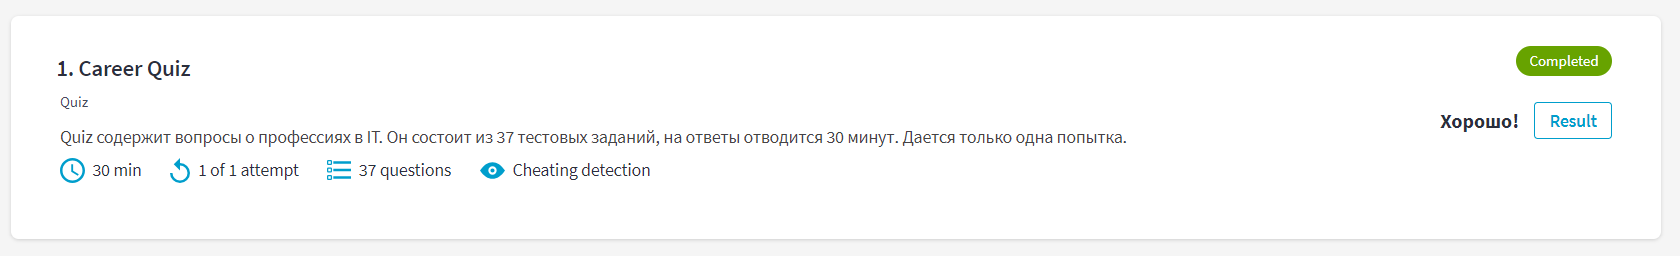 1. Career Quiz
Completed
Quiz
Хорошо!
Result
Quiz содержит вопросы о профессиях в IT. Он состоит из 37 тестовых заданий, на ответы отводится 30 минут. Дается только одна попытка.
30 min
1 of 1 attempt
37 questions
Cheating detection